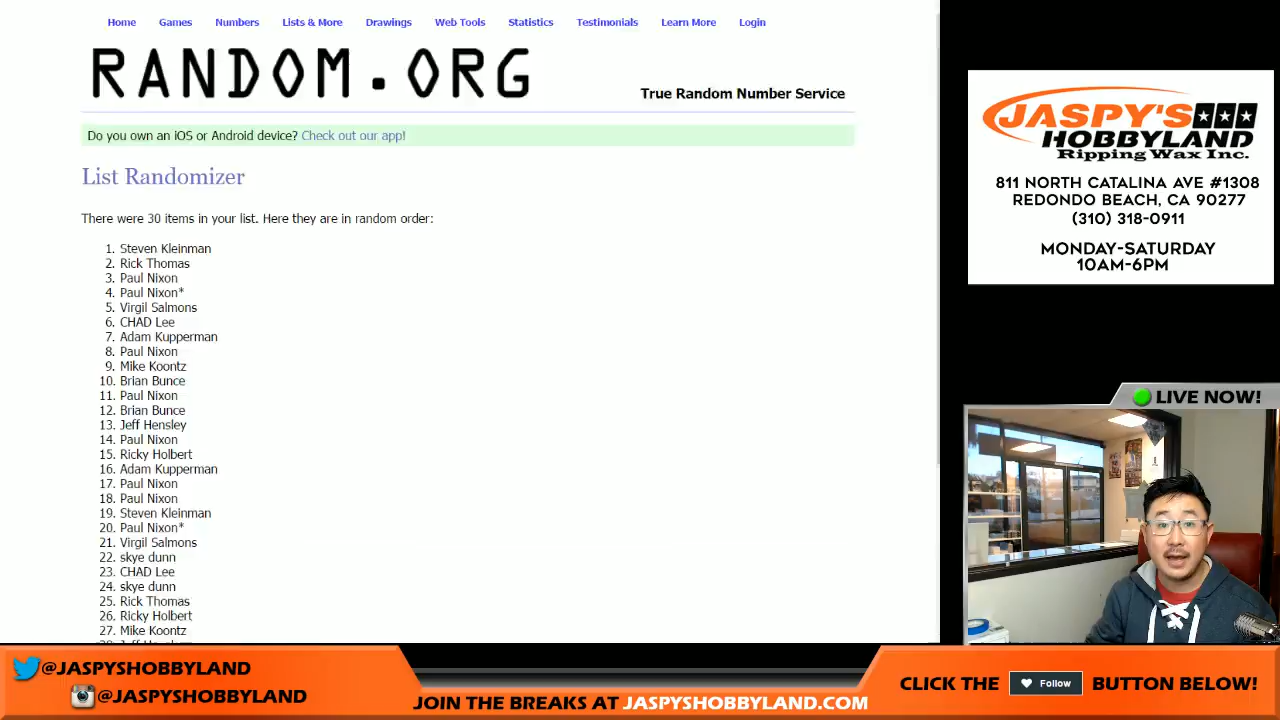 Home Games Numbers Lists & More Drawings Web Tools Statistics Testimonials Learn More Login
RANDOM.ORG
True Random Number Service
Do you own an iOS or Android device? Check out our app!
List Randomizer
There were 30 items in your list. Here they are in random order:
1. Steven Kleinman
2. Rick Thomas
3. Paul Nixon
4. Paul Nixon*
5. Virgil Salmons
6. CHAD Lee
7. Adam Kupperman
8. Paul Nixon
9. Mike Koontz
10. Brian Bunce
11. Paul Nixon
12. Brian Bunce
13. Jeff Hensley
14. Paul Nixon
15. Ricky Holbert
16. Adam Kupperman
17. Paul Nixon
18. Paul Nixon
19. Steven Kleinman
20. Paul Nixon*
21. Virgil Salmons
22. skye dunn
23. CHAD Lee
24. skye dunn
25. Rick Thomas
26. Ricky Holbert
27. Mike Koontz
JASPY'S
HOBBYLAND
Ripping Wax Inc.
811 NORTH CATALINA AVE #1308
REDONDO BEACH, CA 90277
(310) 318-0911
MONDAY-SATURDAY
10AM-6PM
LIVE NOW!
@JASPYSHOBBYLAND
@JASPYSHOBBYLAND
JOIN THE BREAKS AT JASPYSHOBBYLAND.COM
CLICK THE Follow BUTTON BELOW!